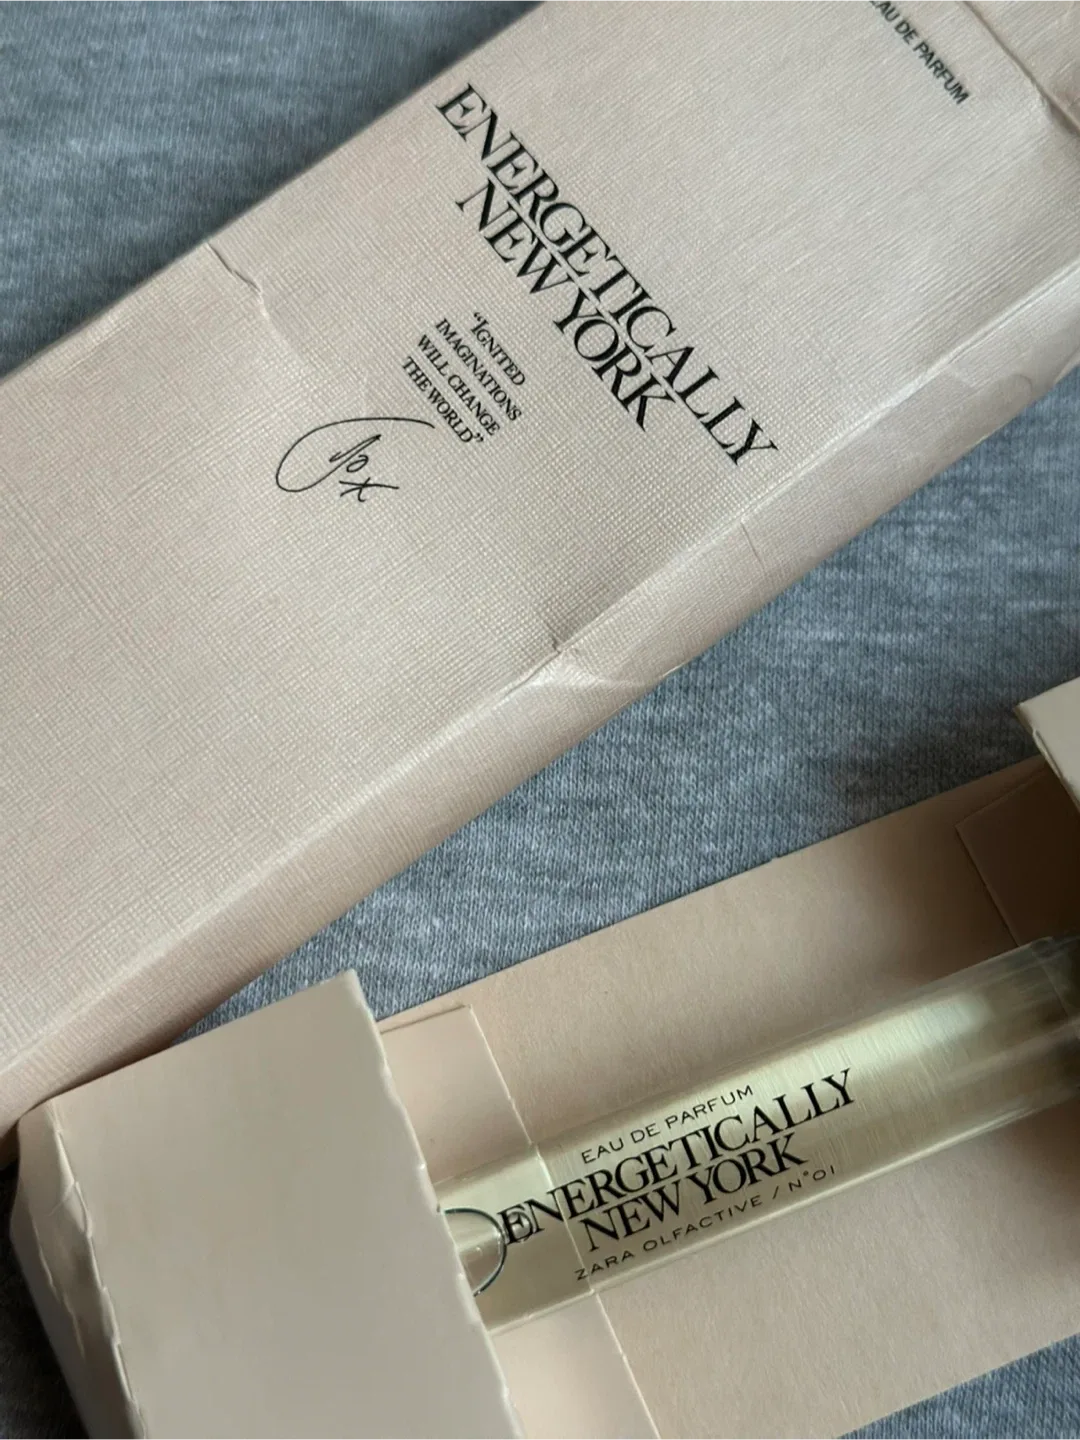 EAU DE PARFUM
ENERGETICALLY
NEW YORK
“IGNITED
IMAGINATIONS
WILL CHANGE
THE WORLD”
Jo x
EAU DE PARFUM
ENERGETICALLY
NEW YORK
ZARA OLFACTIVE / N°01